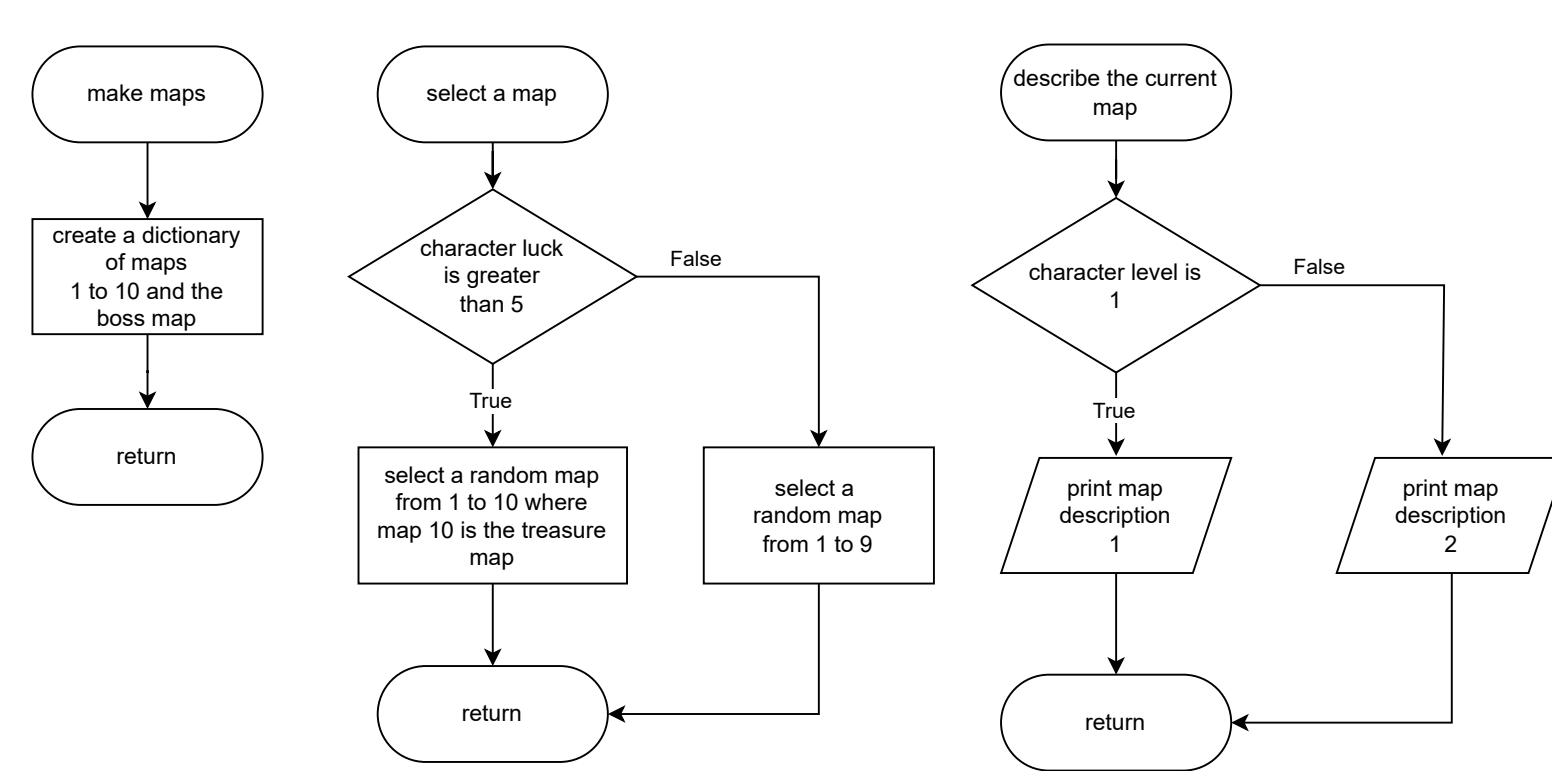 make maps
create a dictionary
of maps
1 to 10 and the
boss map
return
select a map
character luck
is greater
than 5
False
True
select a random map
from 1 to 10 where
map 10 is the treasure
map
select a
random map
from 1 to 9
return
describe the current
map
character level is
1
False
True
print map
description
1
print map
description
2
return